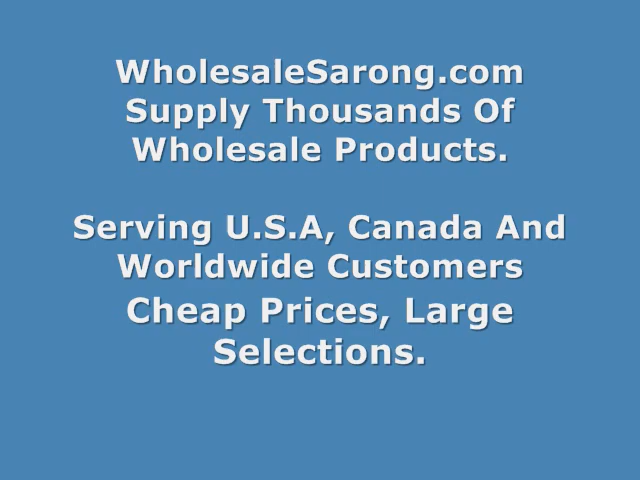 WholesaleSarong.com
Supply Thousands Of
Wholesale Products.
Serving U.S.A, Canada And
Worldwide Customers
Cheap Prices, Large
Selections.